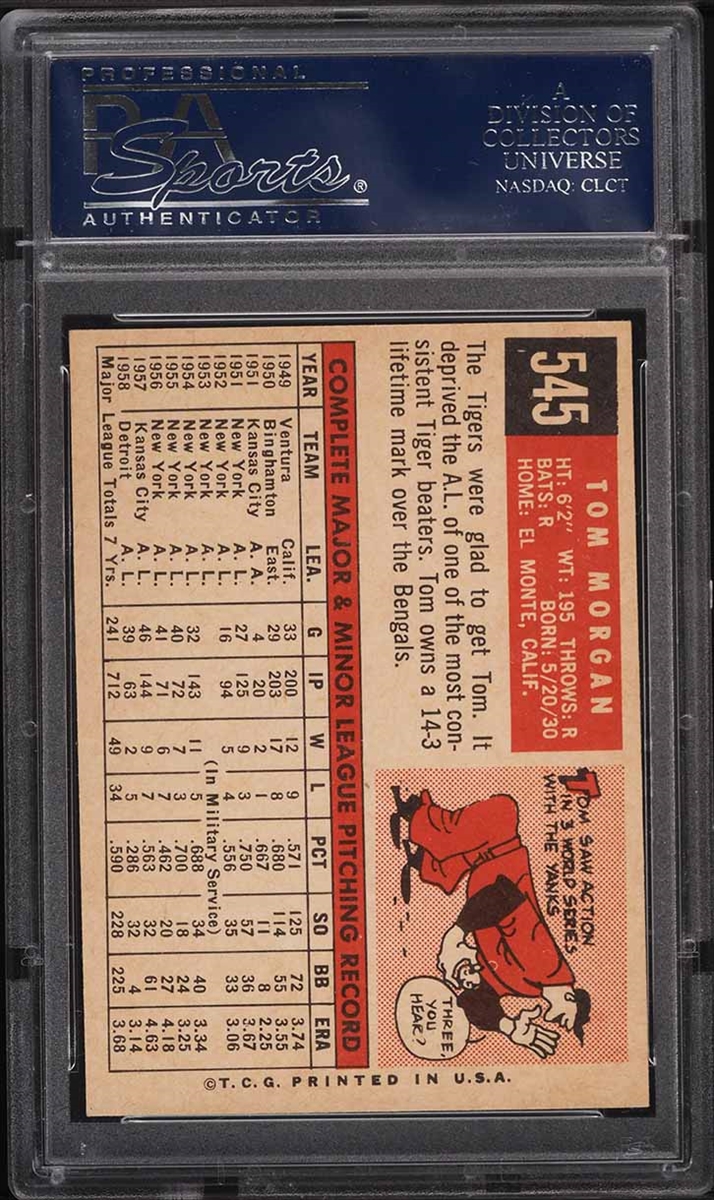 PROFESSIONAL
PSA
Sports®
AUTHENTICATOR
A
DIVISION OF
COLLECTORS
UNIVERSE
NASDAQ: CLCT
545
TOM MORGAN
HT: 6'2" WT: 195 THROWS: R
BATS: R BORN: 5/20/30
HOME: EL MONTE, CALIF.
The Tigers were glad to get Tom. It
deprived the A.L. of one of the most con-
sistent Tiger beaters. Tom owns a 14-3
lifetime mark over the Bengals.
TOM SAW ACTION
IN 3 WORLD SERIES
WITH THE YANKS
THREE,
YOU
HEAR?
COMPLETE MAJOR & MINOR LEAGUE PITCHING RECORD
YEAR TEAM LEA. G IP W L PCT SO BB ERA
1949 Ventura Calif. 33 200 12 9 .571 125 72 3.74
1950 Binghamton East. 29 203 17 8 .680 114 55 3.55
1951 Kansas City A. A. 4 20 2 1 .667 11 8 2.25
1951 New York A. L. 27 125 9 3 .750 57 36 3.67
1952 New York A. L. 16 94 5 4 .556 35 33 3.06
1953 New York A. L. (In Military Service)
1954 New York A. L. 32 143 11 5 .688 34 40 3.34
1955 New York A. L. 40 72 7 3 .700 18 24 3.25
1956 New York A. L. 41 71 6 7 .462 20 27 4.18
1957 Kansas City A. L. 46 144 9 7 .563 32 61 4.63
1958 Detroit A. L. 39 63 2 5 .286 32 4 3.14
Major League Totals 7 Yrs. 241 712 49 34 .590 228 225 3.68
©T.C.G. PRINTED IN U.S.A.